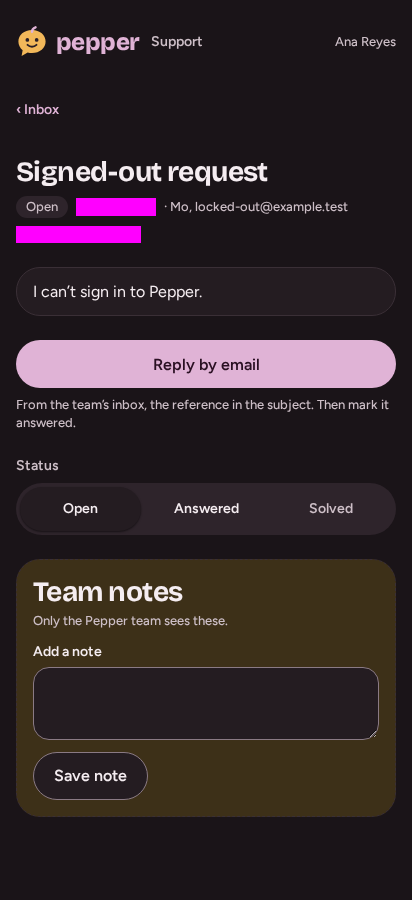 pepper Support Ana Reyes
‹ Inbox
Signed-out request
Open · Mo, locked-out@example.test
I can’t sign in to Pepper.
Reply by email
From the team’s inbox, the reference in the subject. Then mark it
answered.
Status
Open Answered Solved
Team notes
Only the Pepper team sees these.
Add a note
Save note